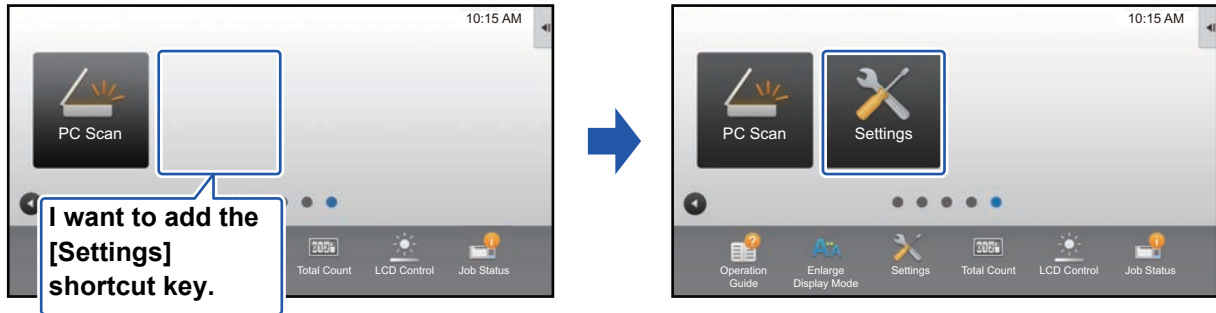 10:15 AM
PC Scan
I want to add the
[Settings]
shortcut key.
Total Count
LCD Control
Job Status
10:15 AM
PC Scan
Settings
Operation
Guide
Enlarge
Display Mode
Settings
Total Count
LCD Control
Job Status